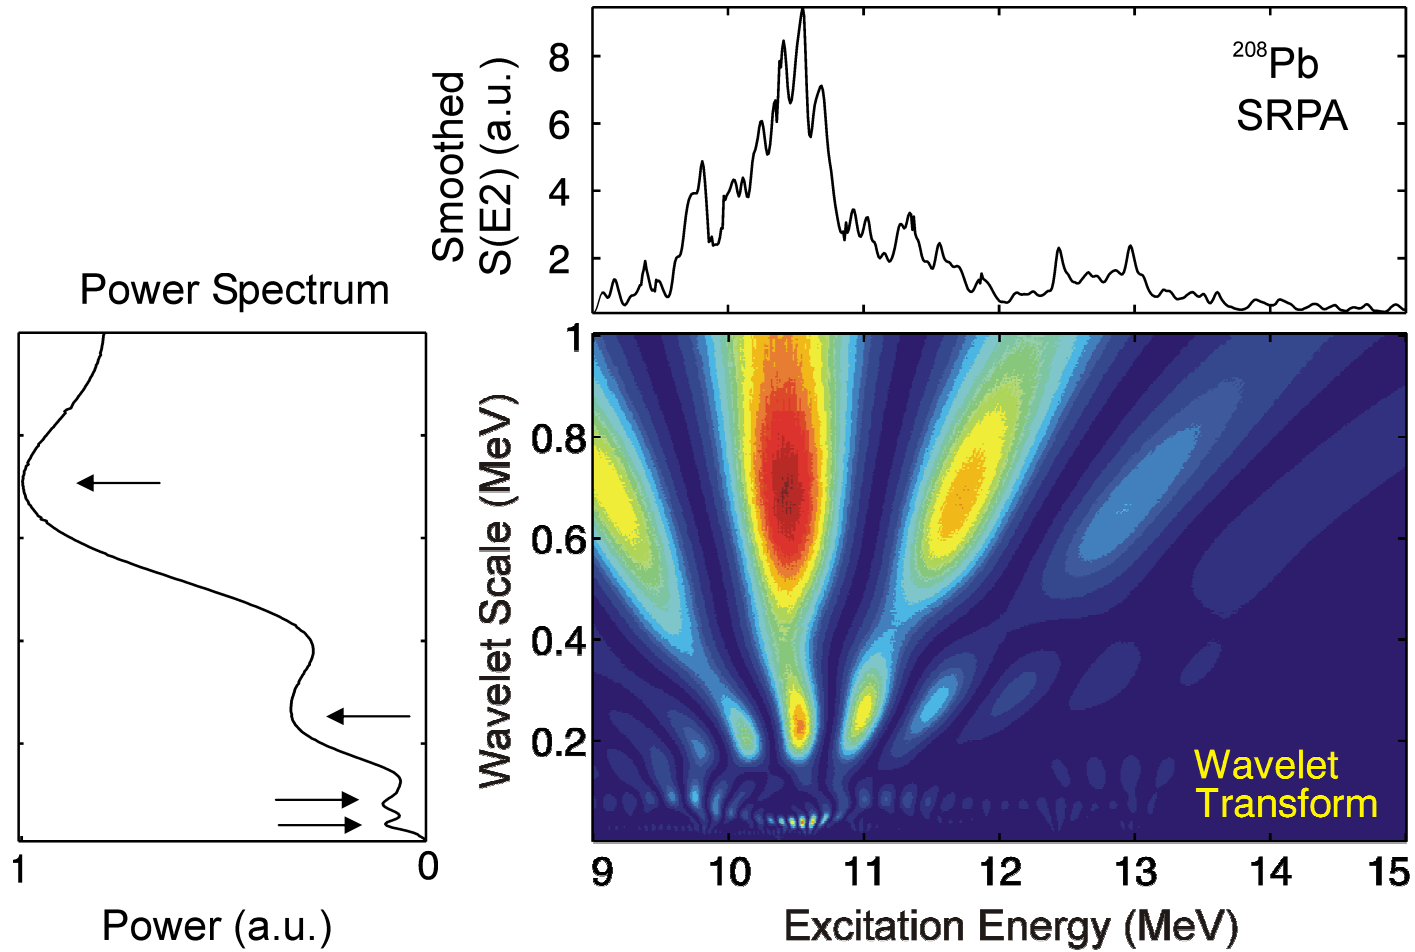 Smoothed
S(E2) (a.u.)
8
6
4
2
²⁰⁸Pb
SRPA
Power Spectrum
1
0
Power (a.u.)
Wavelet Scale (MeV)
1
0.8
0.6
0.4
0.2
Wavelet
Transform
9 10 11 12 13 14 15
Excitation Energy (MeV)